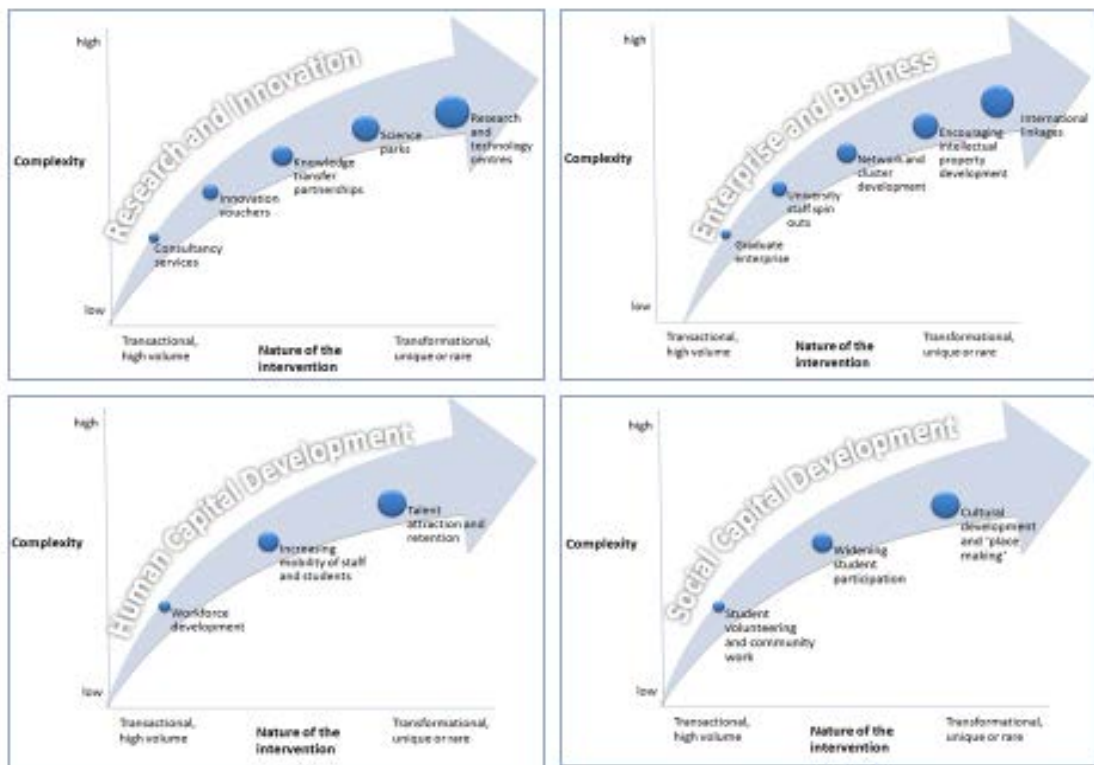 Research and Innovation
high
Complexity
low
Consultancy
services
Innovation
vouchers
Knowledge
transfer
partnerships
Science
parks
Research
and
technology
centres
Transactional,
high volume
Nature of the
intervention
Transformational,
unique or rare
Enterprise and Business
high
Complexity
low
Graduate
enterprise
University
staff spin
outs
Network and
cluster
development
Encouraging
intellectual
property
development
International
linkages
Transactional,
high volume
Nature of the
intervention
Transformational,
unique or rare
Human Capital Development
high
Complexity
low
Workforce
development
Increasing
mobility of staff
and students
Talent
attraction and
retention
Transactional,
high volume
Nature of the
intervention
Transformational,
unique or rare
Social Capital Development
high
Complexity
low
Student
volunteering
and community
work
Widening
student
participation
Cultural
development
and 'place
making'
Transactional,
high volume
Nature of the
intervention
Transformational,
unique or rare